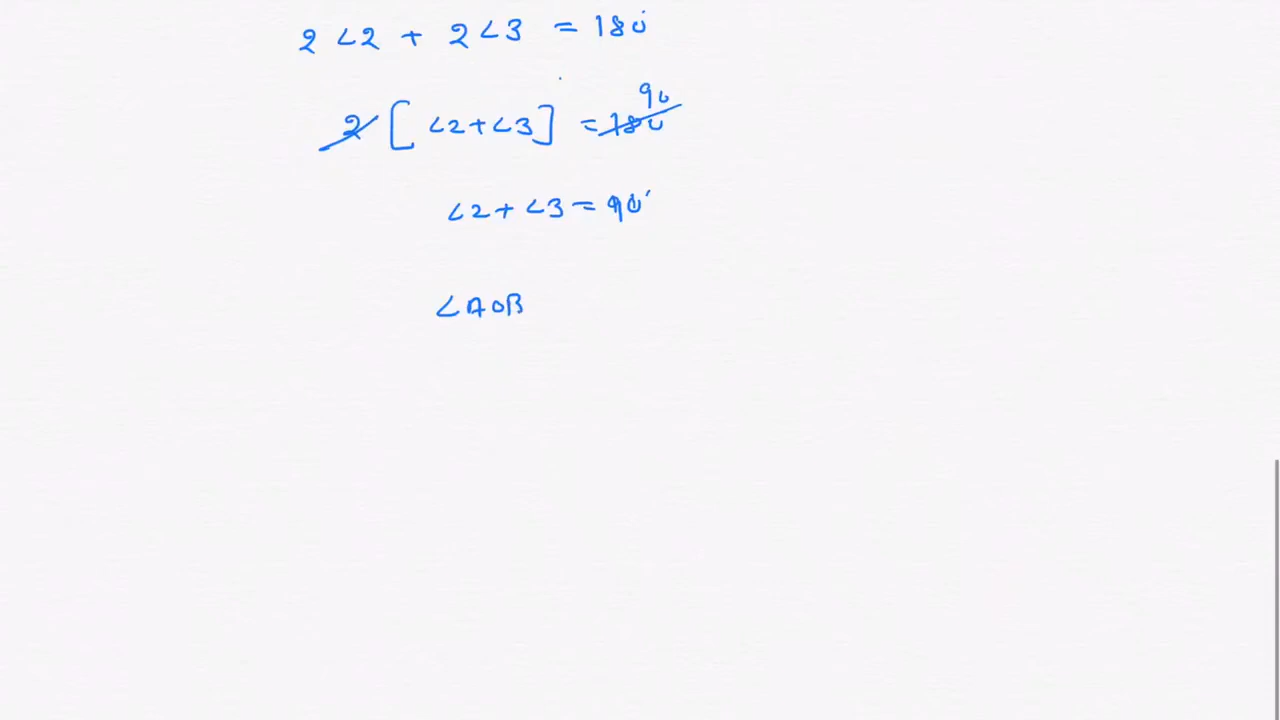 2 ∠2 + 2 ∠3 = 180°
2 [ ∠2 + ∠3 ] = 180 90
∠2 + ∠3 = 90°
∠AOB